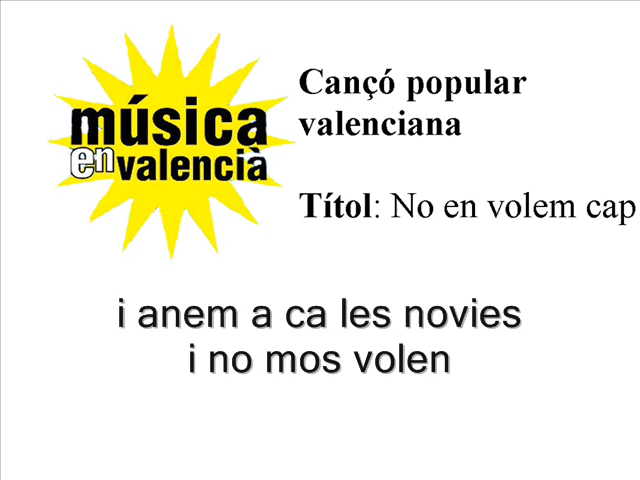 música
en valencià
Cançó popular
valenciana
Títol: No en volem cap
i anem a ca les novies
i no mos volen